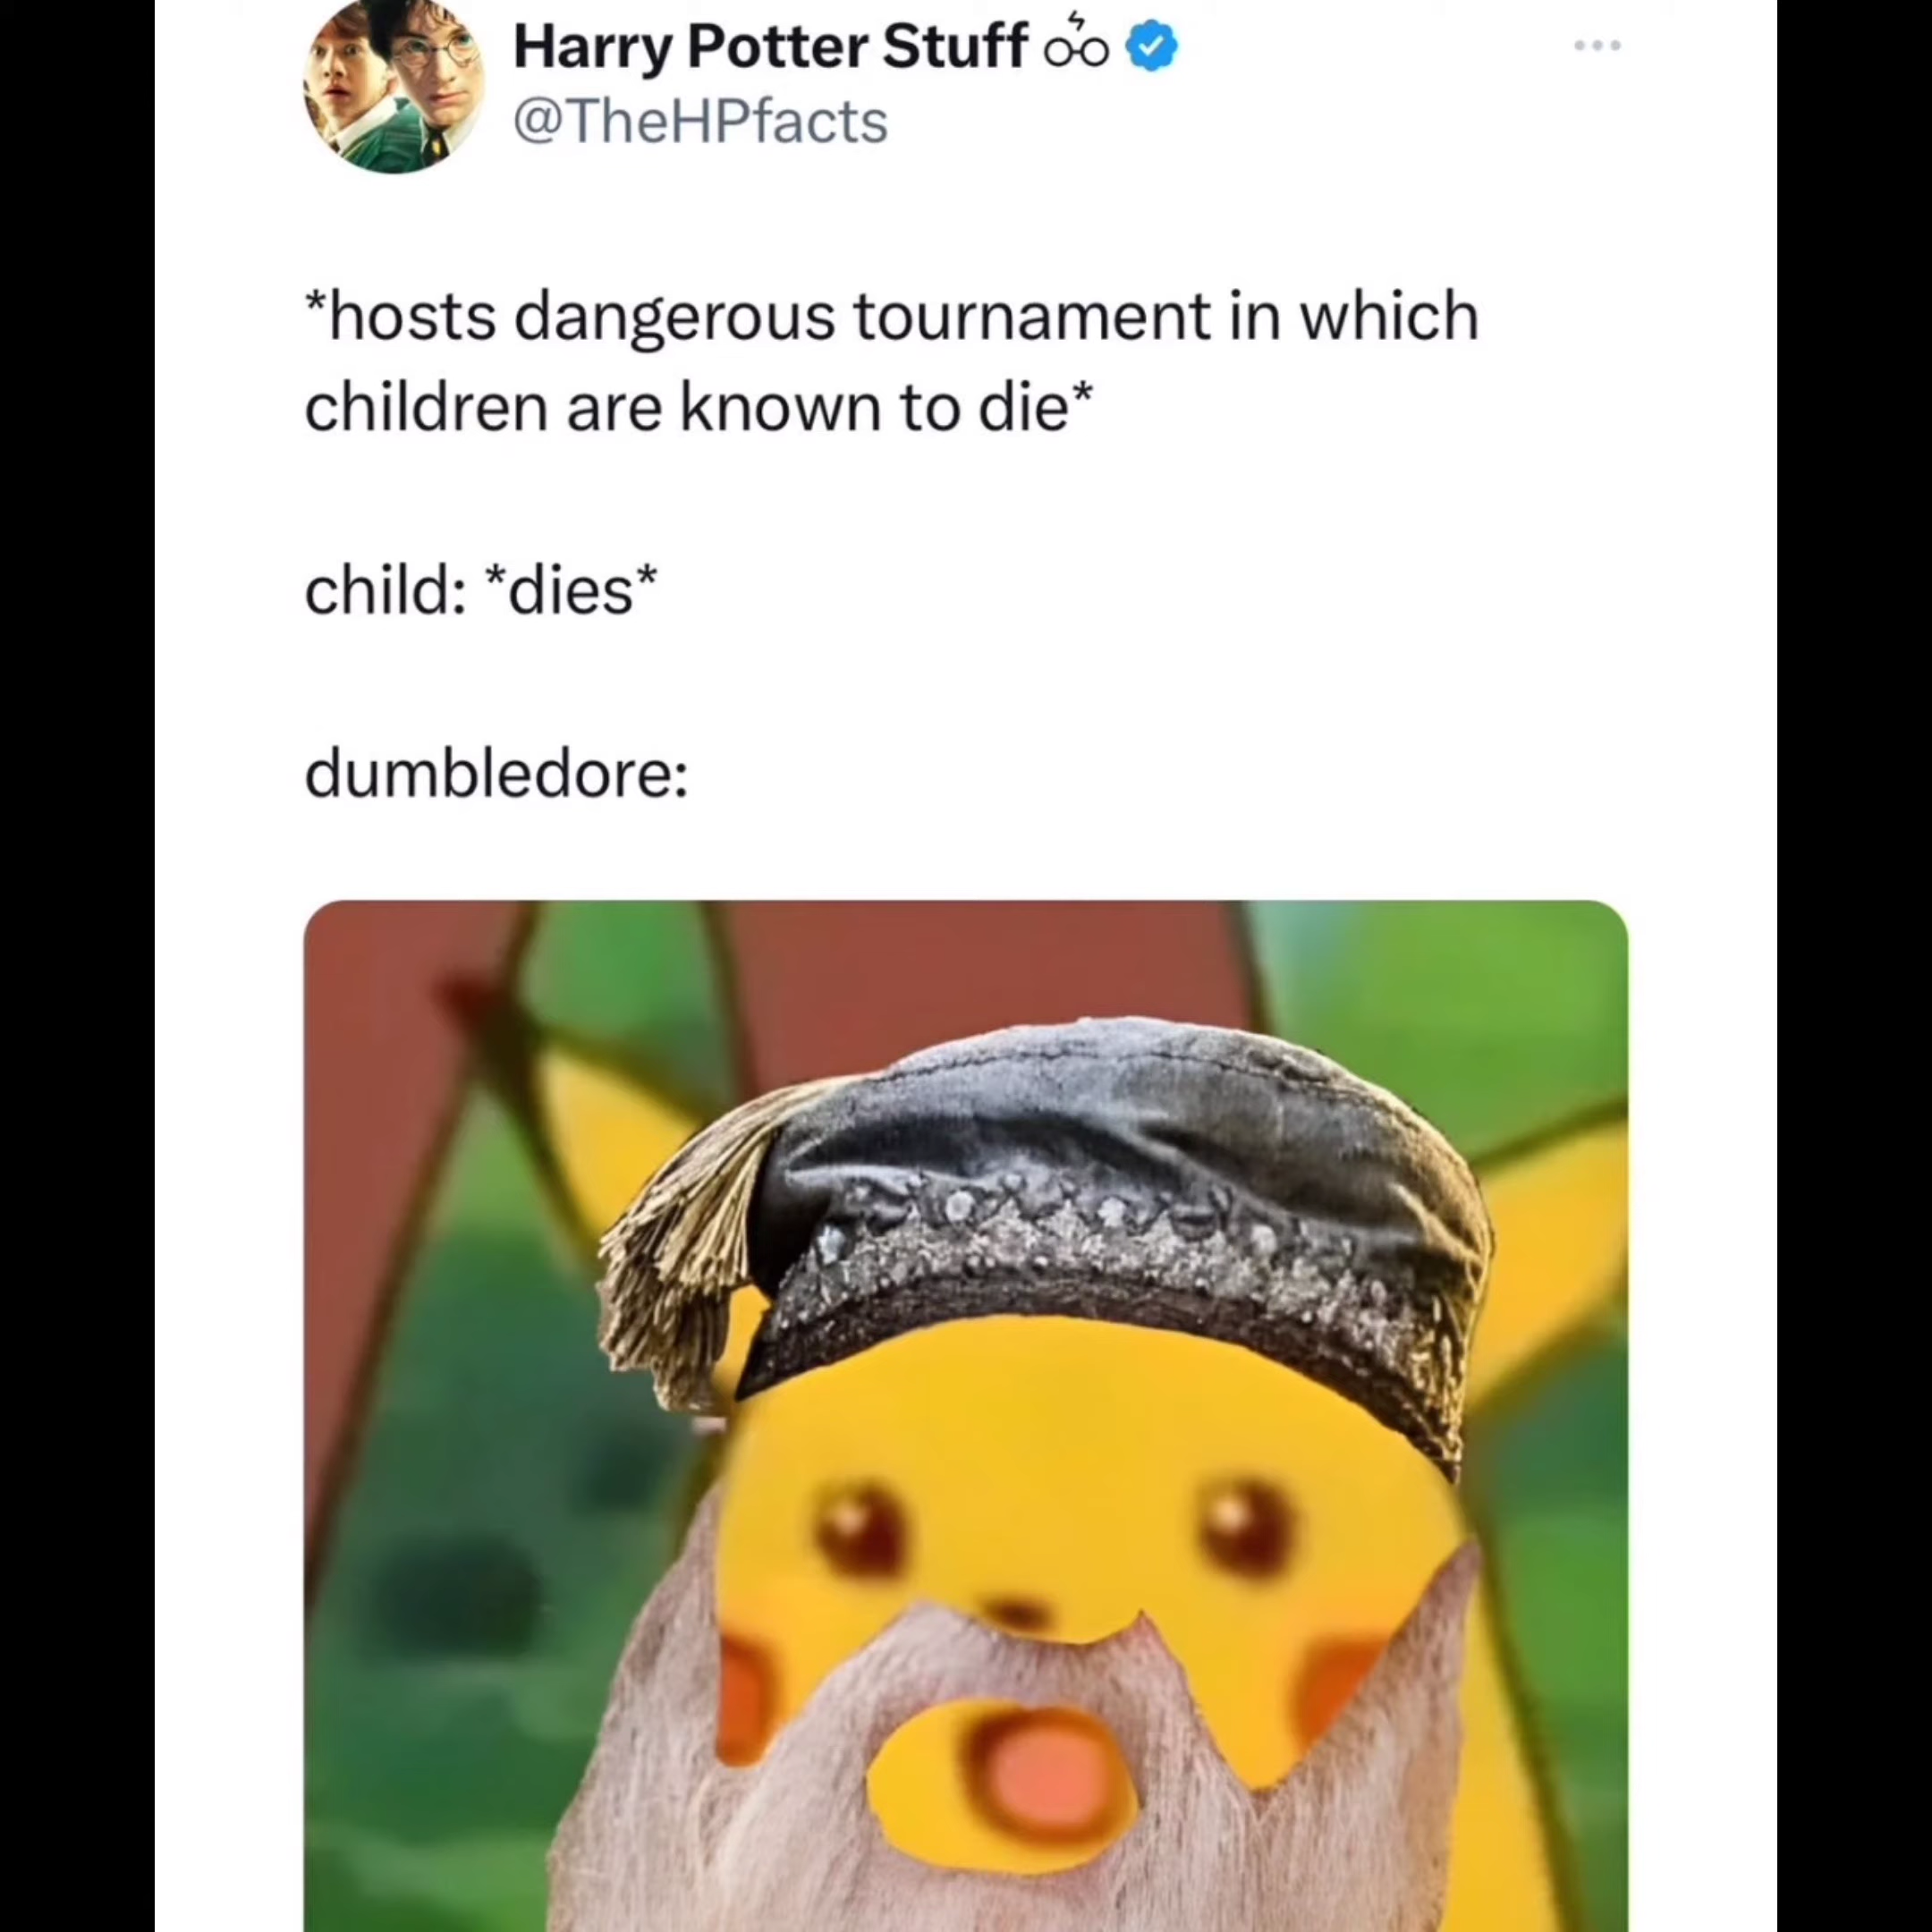 Harry Potter Stuff
@TheHPfacts
*hosts dangerous tournament in which
children are known to die*
child: *dies*
dumbledore: